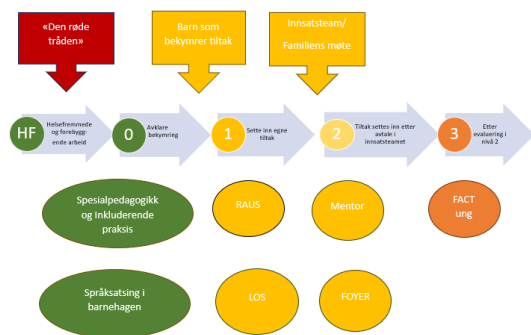 «Den røde
tråden»
Barn som
bekymrer tiltak
Innsatsteam/
Familiens møte
HF
Helsefremmede
og forebygg-
ende arbeid
0
Avklare
bekymring
1
Sette inn egne
tiltak
2
Tiltak settes inn etter
avtale i
innsatsteamet
3
Etter
evaluering i
nivå 2
Spesialpedagogikk
og Inkluderende
praksis
RAUS
Mentor
FACT
ung
Språksatsing i
barnehagen
LOS
FOYER